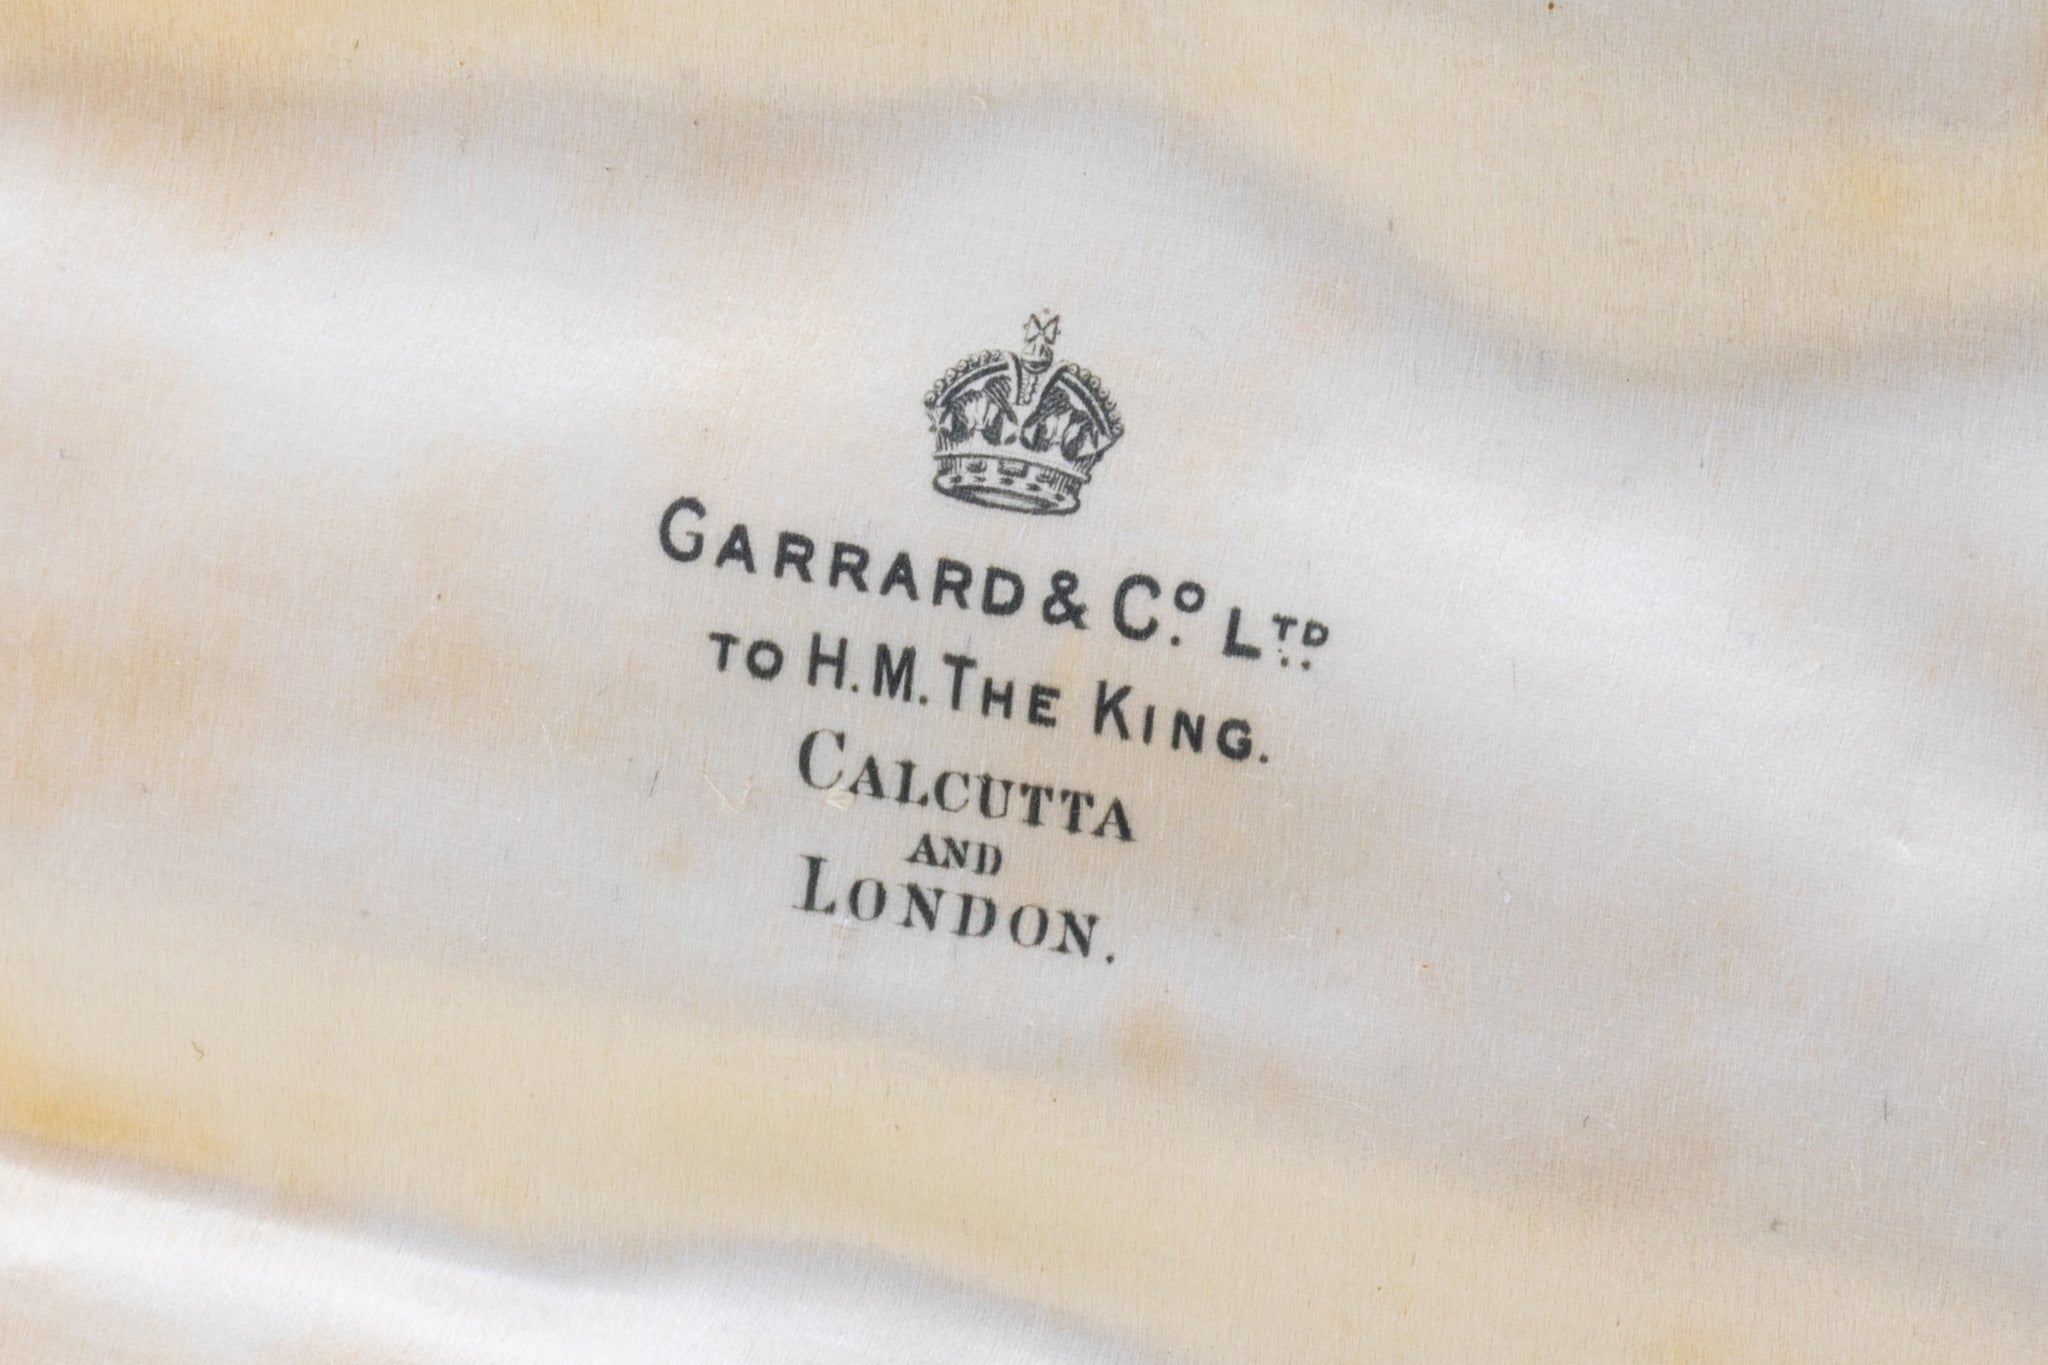 GARRARD & Cº. LTD
TO H.M. THE KING.
CALCUTTA
AND
LONDON.